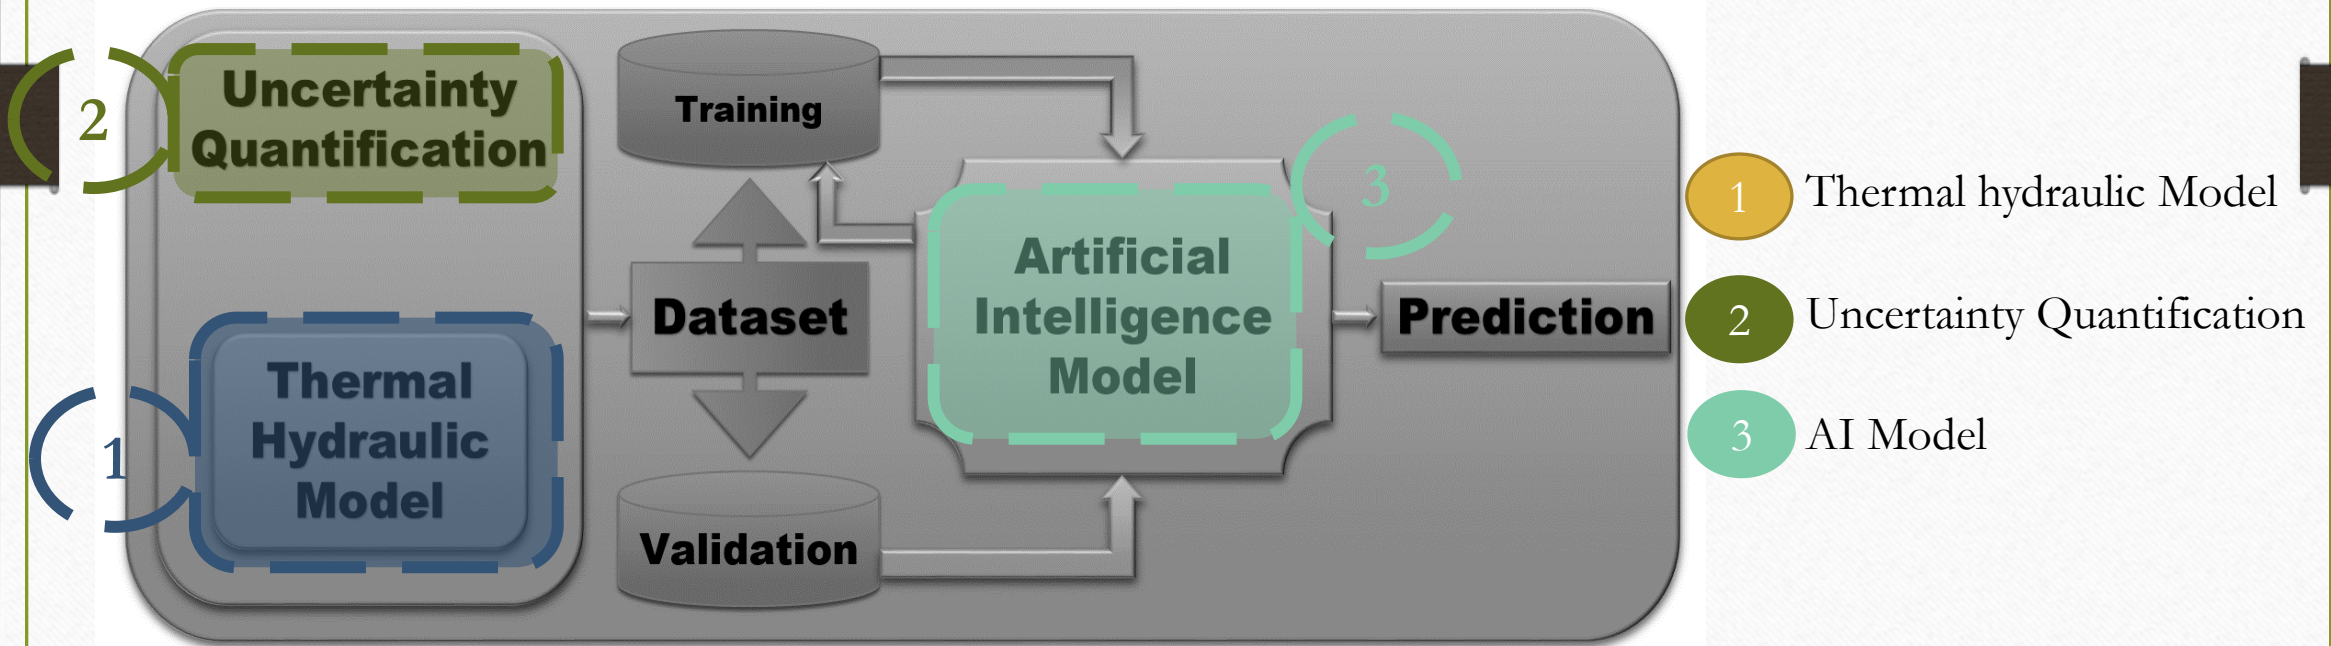 2
Uncertainty
Quantification
1
Thermal
Hydraulic
Model
Training
Dataset
Validation
3
Artificial
Intelligence
Model
Prediction
1 Thermal hydraulic Model
2 Uncertainty Quantification
3 AI Model